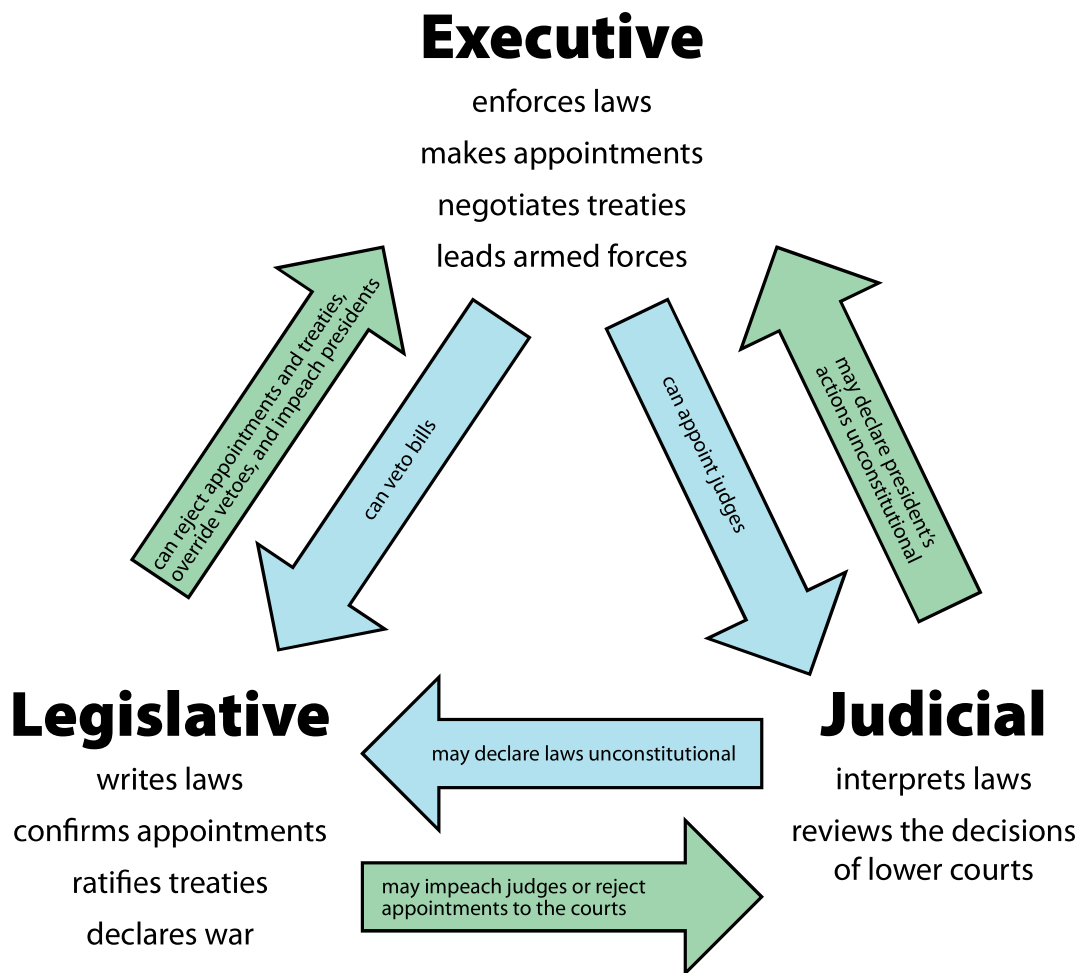 Executive
enforces laws
makes appointments
negotiates treaties
leads armed forces
can reject appointments and treaties,
override vetoes, and impeach presidents
can veto bills
can appoint judges
may declare president's
actions unconstitutional
Legislative
writes laws
confirms appointments
ratifies treaties
declares war
may declare laws unconstitutional
may impeach judges or reject
appointments to the courts
Judicial
interprets laws
reviews the decisions
of lower courts